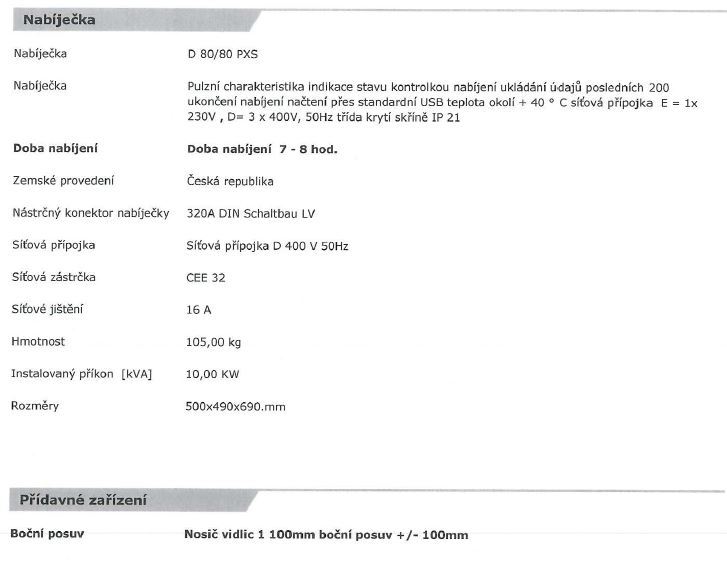 Nabíječka
Nabíječka D 80/80 PXS
Nabíječka Pulzní charakteristika indikace stavu kontrolkou nabíjení ukládání údajů posledních 200
ukončení nabíjení načtení přes standardní USB teplota okolí + 40 ° C síťová přípojka E = 1x
230V , D= 3 x 400V, 50Hz třída krytí skříně IP 21
Doba nabíjení Doba nabíjení 7 - 8 hod.
Zemské provedení Česká republika
Nástrčný konektor nabíječky 320A DIN Schaltbau LV
Síťová přípojka Síťová přípojka D 400 V 50Hz
Síťová zástrčka CEE 32
Síťové jištění 16 A
Hmotnost 105,00 kg
Instalovaný příkon [kVA] 10,00 KW
Rozměry 500x490x690.mm
Přídavné zařízení
Boční posuv Nosič vidlic 1 100mm boční posuv +/- 100mm